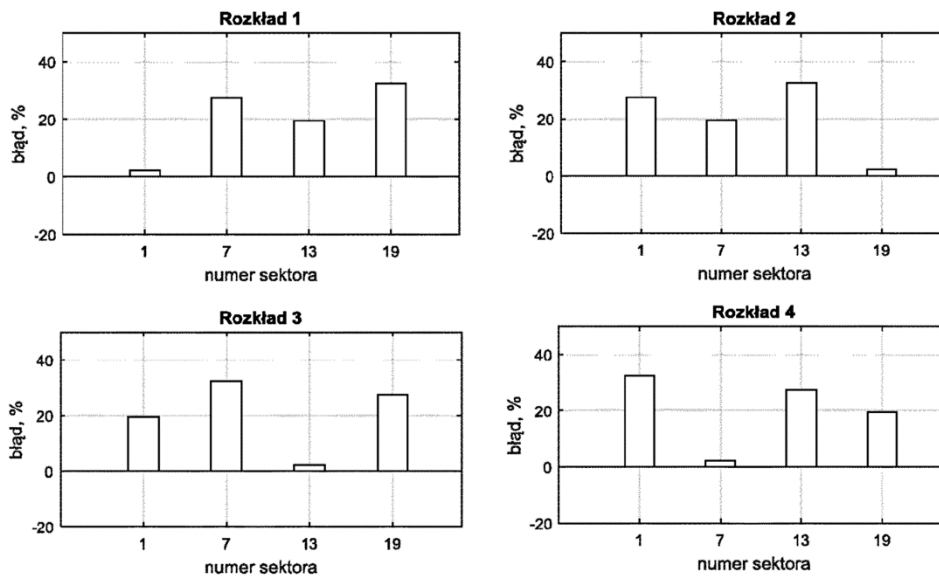 Rozkład 1
błąd, %
40
20
0
-20
1 7 13 19
numer sektora
Rozkład 2
błąd, %
40
20
0
-20
1 7 13 19
numer sektora
Rozkład 3
błąd, %
40
20
0
-20
1 7 13 19
numer sektora
Rozkład 4
błąd, %
40
20
0
-20
1 7 13 19
numer sektora